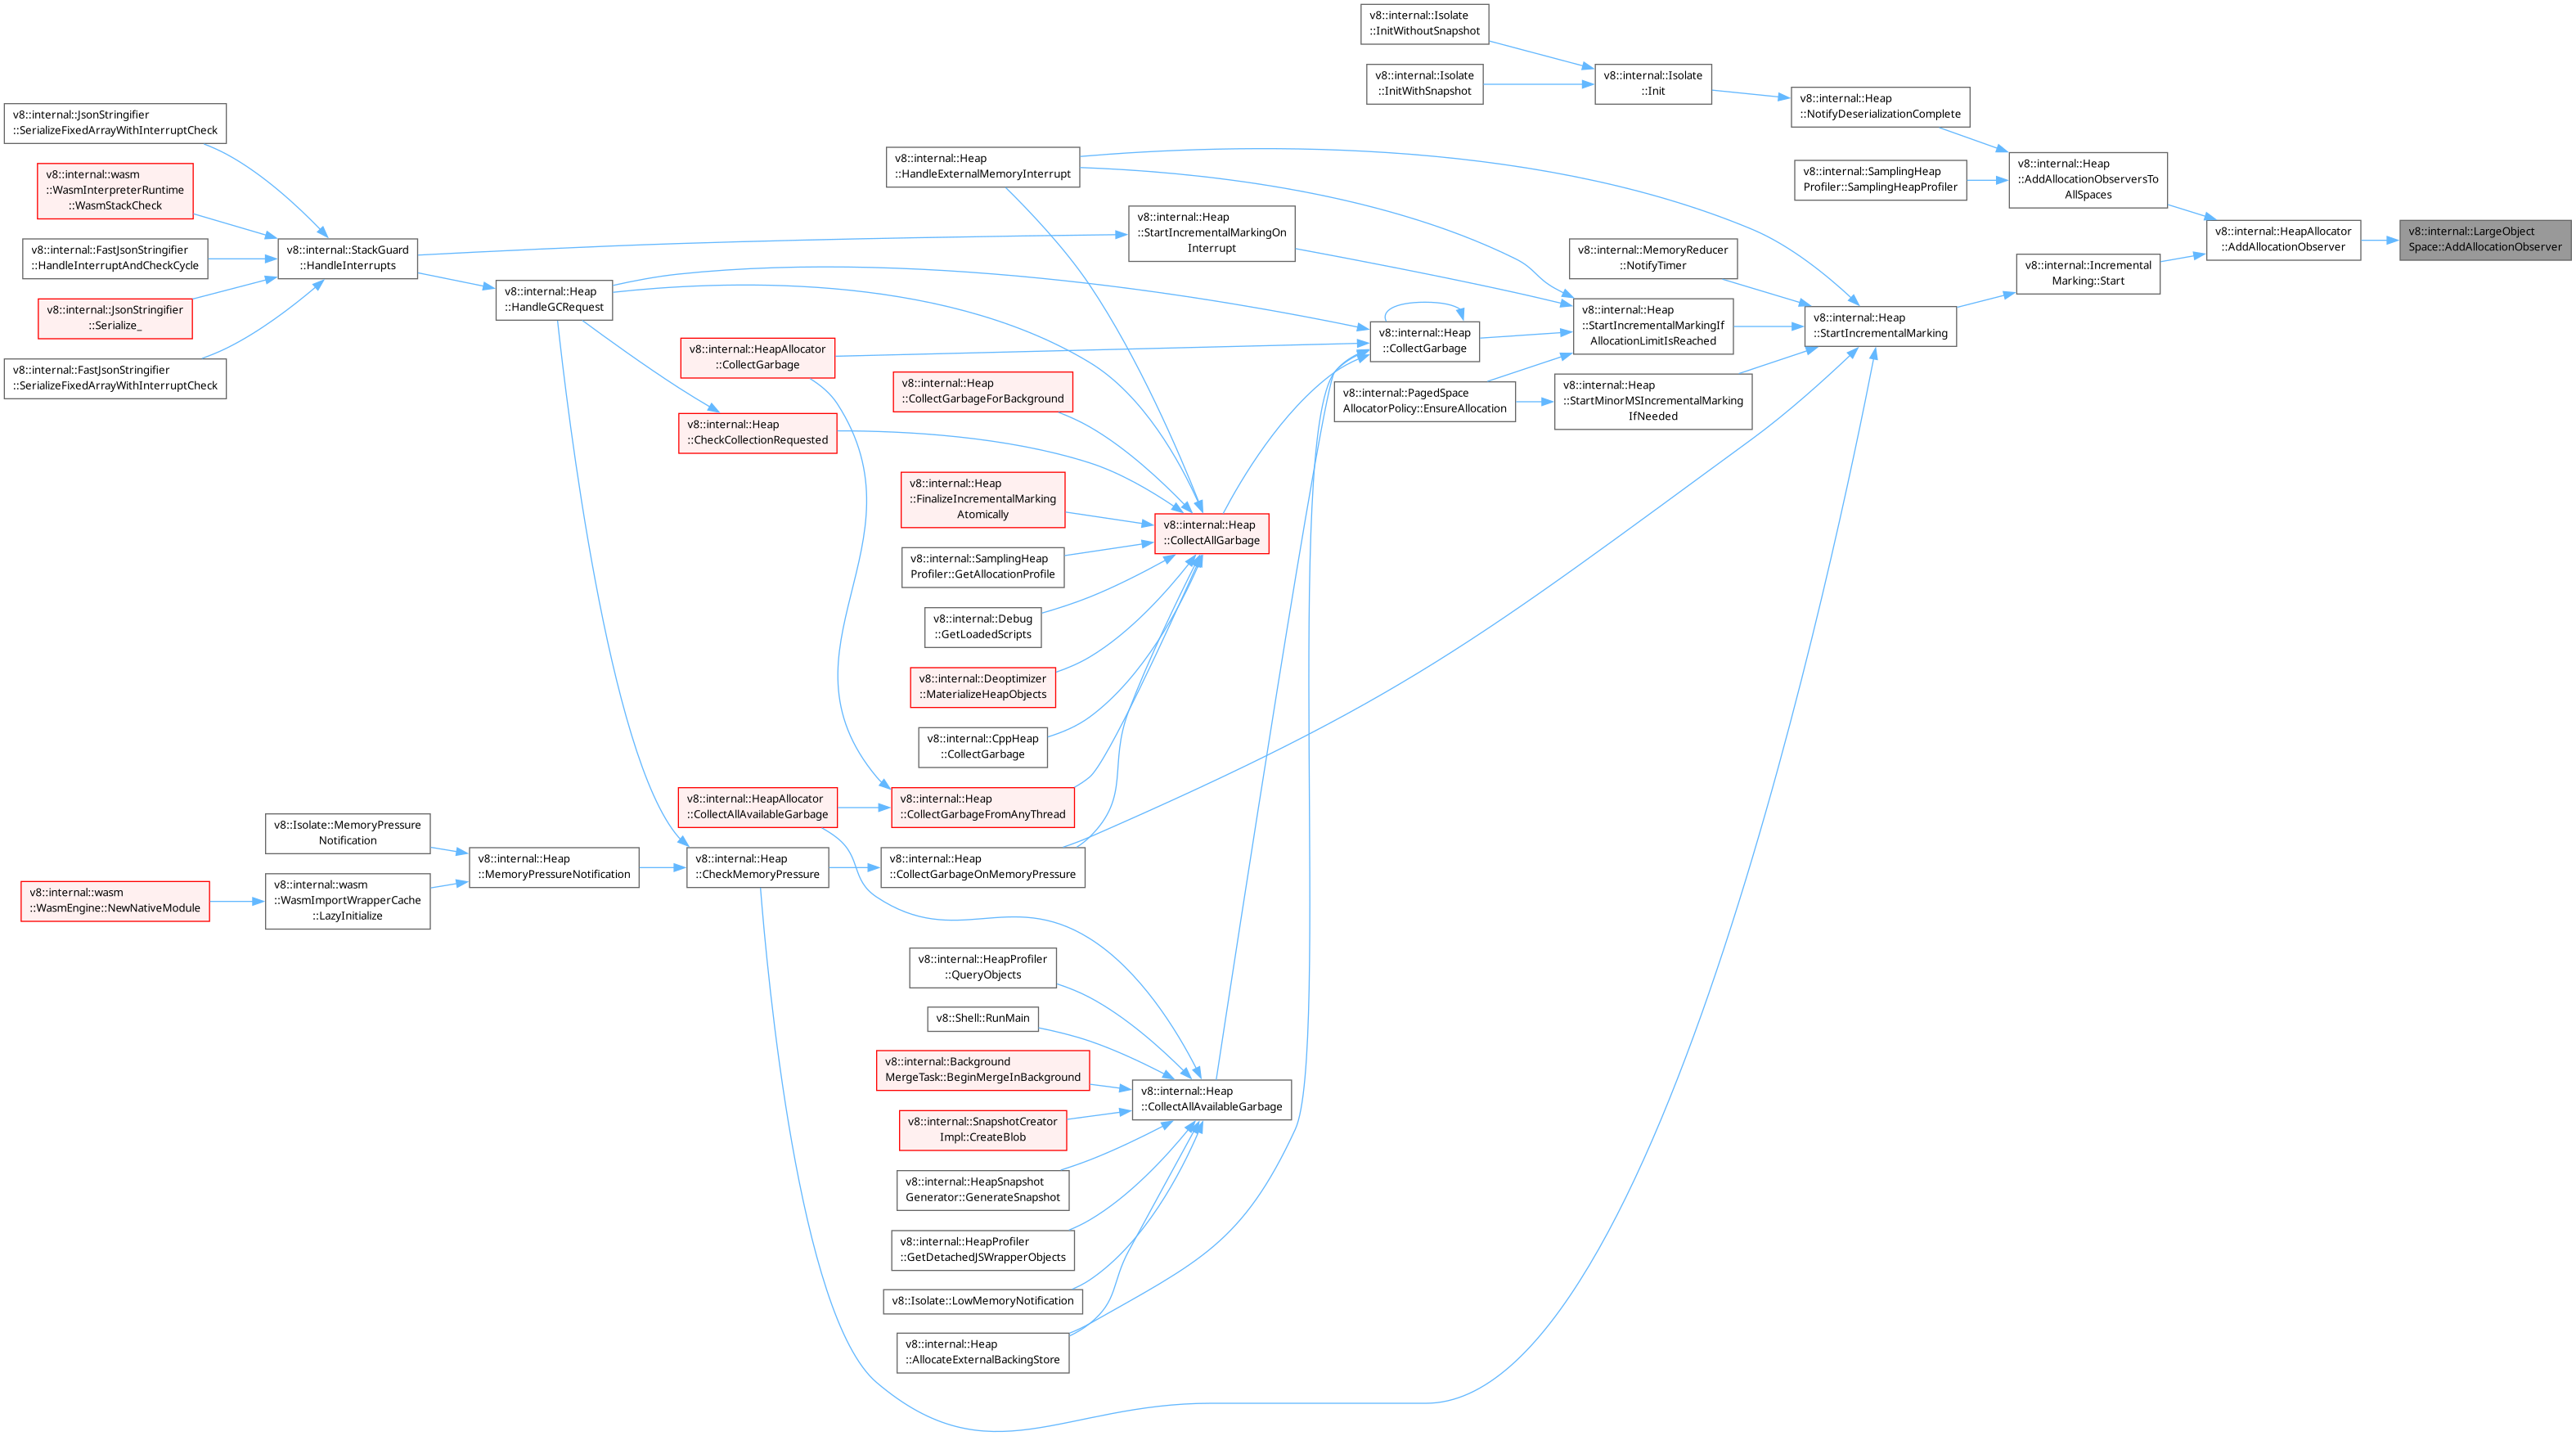 v8::internal::Isolate
::InitWithoutSnapshot
v8::internal::Isolate
::InitWithSnapshot
v8::internal::Isolate
::Init
v8::internal::Heap
::NotifyDeserializationComplete
v8::internal::JsonStringifier
::SerializeFixedArrayWithInterruptCheck
v8::internal::wasm
::WasmInterpreterRuntime
::WasmStackCheck
v8::internal::FastJsonStringifier
::HandleInterruptAndCheckCycle
v8::internal::JsonStringifier
::Serialize_
v8::internal::FastJsonStringifier
::SerializeFixedArrayWithInterruptCheck
v8::internal::StackGuard
::HandleInterrupts
v8::internal::Heap
::HandleGCRequest
v8::internal::Heap
::HandleExternalMemoryInterrupt
v8::internal::Heap
::StartIncrementalMarkingOn
Interrupt
v8::internal::SamplingHeap
Profiler::SamplingHeapProfiler
v8::internal::Heap
::AddAllocationObserversTo
AllSpaces
v8::internal::HeapAllocator
::AddAllocationObserver
v8::internal::LargeObject
Space::AddAllocationObserver
v8::internal::MemoryReducer
::NotifyTimer
v8::internal::Incremental
Marking::Start
v8::internal::Heap
::StartIncrementalMarking
v8::internal::Heap
::StartIncrementalMarkingIf
AllocationLimitIsReached
v8::internal::Heap
::CollectGarbage
v8::internal::PagedSpace
AllocatorPolicy::EnsureAllocation
v8::internal::Heap
::StartMinorMSIncrementalMarking
IfNeeded
v8::internal::HeapAllocator
::CollectGarbage
v8::internal::Heap
::CollectGarbageForBackground
v8::internal::Heap
::CheckCollectionRequested
v8::internal::Heap
::FinalizeIncrementalMarking
Atomically
v8::internal::Heap
::CollectAllGarbage
v8::internal::SamplingHeap
Profiler::GetAllocationProfile
v8::internal::Debug
::GetLoadedScripts
v8::internal::Deoptimizer
::MaterializeHeapObjects
v8::internal::CppHeap
::CollectGarbage
v8::internal::HeapAllocator
::CollectAllAvailableGarbage
v8::internal::Heap
::CollectGarbageFromAnyThread
v8::Isolate::MemoryPressure
Notification
v8::internal::wasm
::WasmEngine::NewNativeModule
v8::internal::wasm
::WasmImportWrapperCache
::LazyInitialize
v8::internal::Heap
::MemoryPressureNotification
v8::internal::Heap
::CheckMemoryPressure
v8::internal::Heap
::CollectGarbageOnMemoryPressure
v8::internal::HeapProfiler
::QueryObjects
v8::Shell::RunMain
v8::internal::Background
MergeTask::BeginMergeInBackground
v8::internal::Heap
::CollectAllAvailableGarbage
v8::internal::SnapshotCreator
Impl::CreateBlob
v8::internal::HeapSnapshot
Generator::GenerateSnapshot
v8::internal::HeapProfiler
::GetDetachedJSWrapperObjects
v8::Isolate::LowMemoryNotification
v8::internal::Heap
::AllocateExternalBackingStore